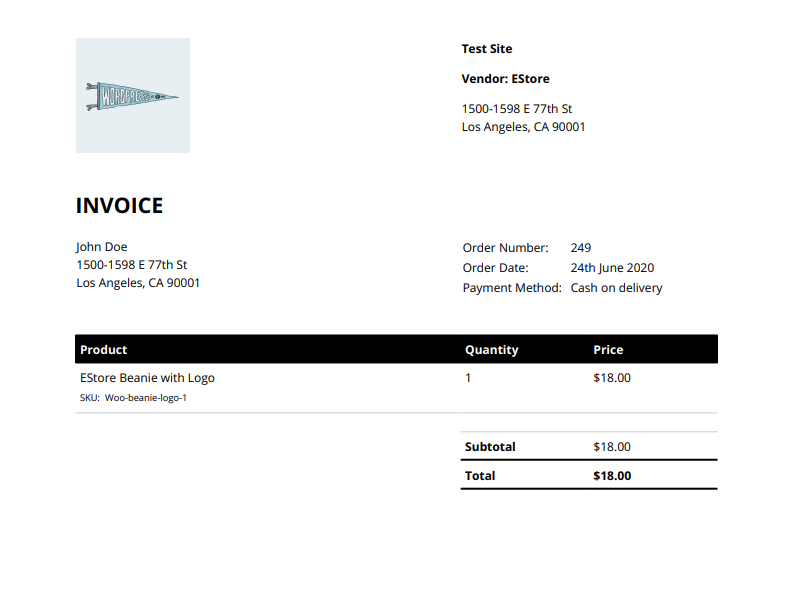 WORDPRESS
Test Site
Vendor: EStore
1500-1598 E 77th St
Los Angeles, CA 90001
INVOICE
John Doe
1500-1598 E 77th St
Los Angeles, CA 90001
Order Number: 249
Order Date: 24th June 2020
Payment Method: Cash on delivery
Product Quantity Price
EStore Beanie with Logo 1 $18.00
SKU: Woo-beanie-logo-1
Subtotal $18.00
Total $18.00